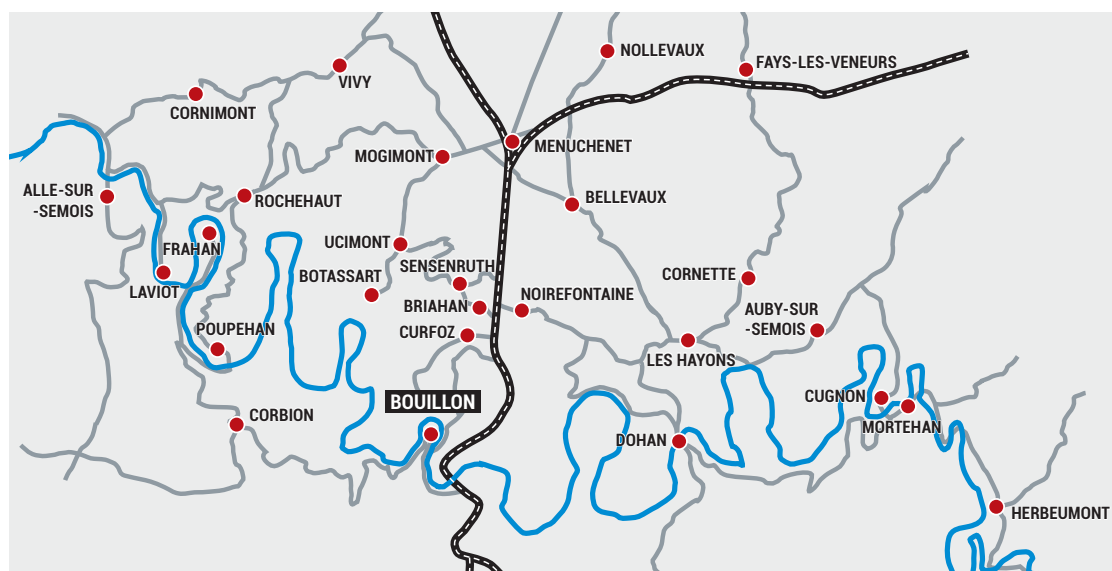 NOLLEVAUX
FAYS-LES-VENEURS
VIVY
CORNIMONT
MENUCHENET
MOGIMONT
ALLE-SUR
-SEMOIS
ROCHEHAUT
BELLEVAUX
FRAHAN
UCIMONT
SENSENRUTH
BOTASSART
LAVIOT
CORNETTE
NOIREFONTAINE
BRIAHAN
AUBY-SUR
-SEMOIS
POUPEHAN
CURFOZ
LES HAYONS
BOUILLON
CUGNON
CORBION
MORTEHAN
DOHAN
HERBEUMONT